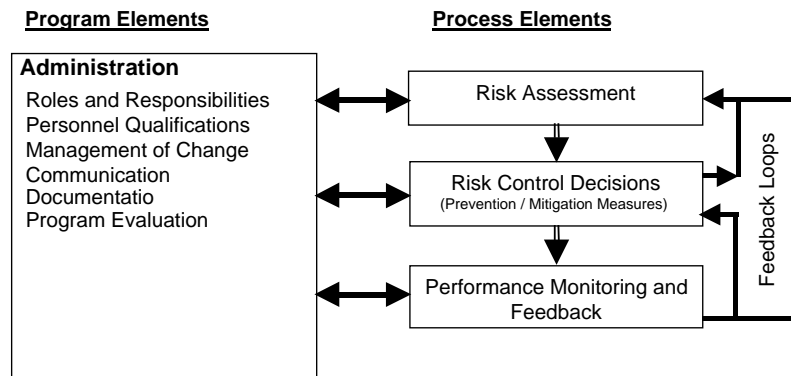 Program Elements
Process Elements
Administration
Roles and Responsibilities
Personnel Qualifications
Management of Change
Communication
Documentatio
Program Evaluation
Risk Assessment
Risk Control Decisions
(Prevention / Mitigation Measures)
Performance Monitoring and
Feedback
Feedback Loops